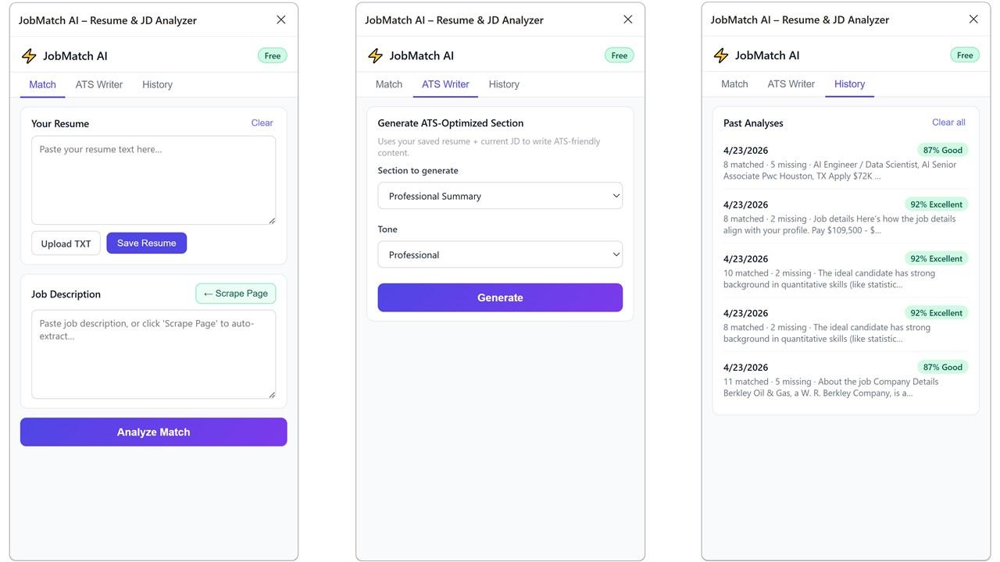 JobMatch AI – Resume & JD Analyzer
JobMatch AI
Free
Match
ATS Writer
History
Your Resume
Clear
Paste your resume text here...
Upload TXT
Save Resume
Job Description
← Scrape Page
Paste job description, or click 'Scrape Page' to auto-
extract...
Analyze Match
JobMatch AI – Resume & JD Analyzer
JobMatch AI
Free
Match
ATS Writer
History
Generate ATS-Optimized Section
Uses your saved resume + current JD to write ATS-friendly
content.
Section to generate
Professional Summary
Tone
Professional
Generate
JobMatch AI – Resume & JD Analyzer
JobMatch AI
Free
Match
ATS Writer
History
Past Analyses
Clear all
4/23/2026
87% Good
8 matched · 5 missing · AI Engineer / Data Scientist, AI Senior
Associate Pwc Houston, TX Apply $72K ...
4/23/2026
92% Excellent
8 matched · 2 missing · Job details Here's how the job details
align with your profile. Pay $109,500 - $...
4/23/2026
92% Excellent
10 matched · 2 missing · The ideal candidate has strong
background in quantitative skills (like statistic...
4/23/2026
92% Excellent
8 matched · 2 missing · The ideal candidate has strong
background in quantitative skills (like statistic...
4/23/2026
87% Good
11 matched · 5 missing · About the job Company Details
Berkley Oil & Gas, a W. R. Berkley Company, is a...